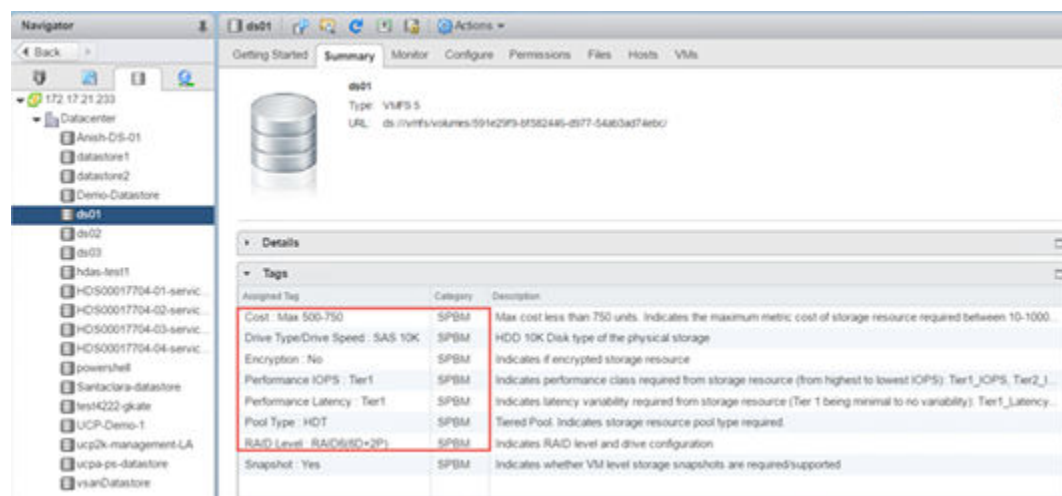 Navigator
ds01
Actions
Back
Getting Started Summary Monitor Configure Permissions Files Hosts VMs
172.17.21.233
Datacenter
Anish-DS-01
datastore1
datastore2
Demo-Datastore
ds01
ds02
ds03
hdas-test1
HDS00017704-01-servic...
HDS00017704-02-servic...
HDS00017704-03-servic...
HDS00017704-04-servic...
powershell
Santaclara-datastore
test4222-gkate
UCP-Demo-1
ucp2k-management-LA
ucpa-ps-datastore
vsanDatastore
ds01
Type: VMFS 5
URL: ds:///vmfs/volumes/
Details
Tags
Assigned Tag Category Description
Cost : Max 500-750 SPBM Max cost less than 750 units. Indicates the maximum metric cost of storage resource required between 10-1000...
Drive Type/Drive Speed : SAS 10K SPBM HDD 10K Disk type of the physical storage
Encryption : No SPBM Indicates if encrypted storage resource
Performance IOPS : Tier1 SPBM Indicates performance class required from storage resource (from highest to lowest IOPS): Tier1_IOPS, Tier2_I...
Performance Latency : Tier1 SPBM Indicates latency variability required from storage resource (Tier 1 being minimal to no variability): Tier1_Latency...
Pool Type : HDT SPBM Tiered Pool. Indicates storage resource pool type required.
RAID Level : RAID6(6D+2P) SPBM Indicates RAID level and drive configuration
Snapshot : Yes SPBM Indicates whether VM level storage snapshots are required/supported